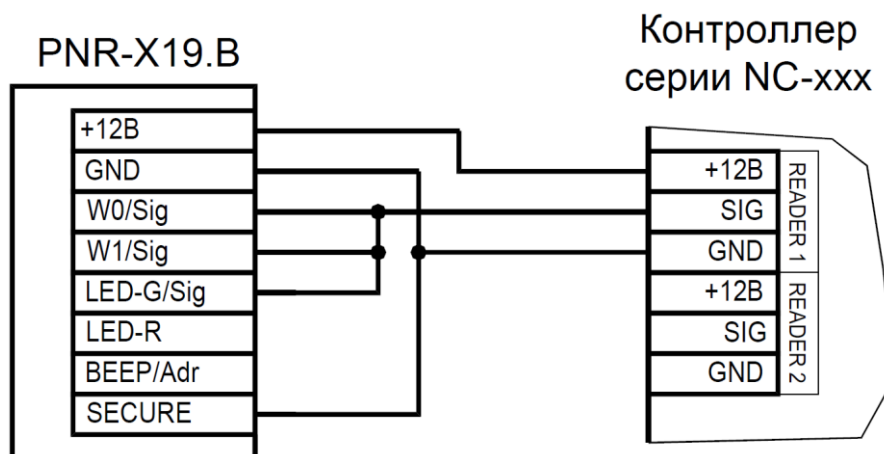 PNR-X19.B
+12В
GND
W0/Sig
W1/Sig
LED-G/Sig
LED-R
BEEP/Adr
SECURE
Контроллер
серии NC-xxx
+12В
SIG
GND
READER 1
+12В
SIG
GND
READER 2